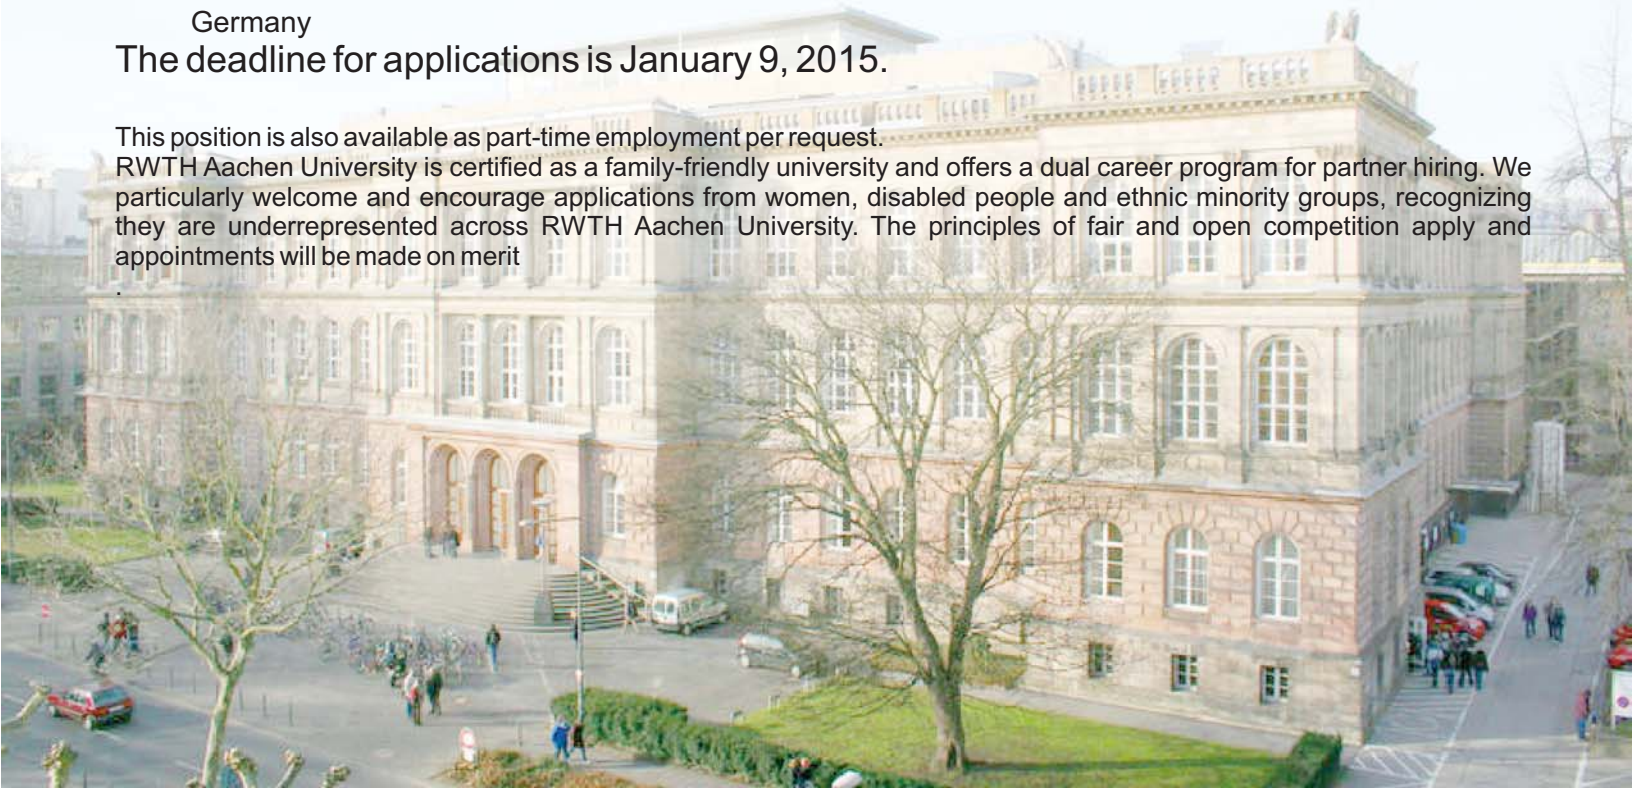 Germany
The deadline for applications is January 9, 2015.
This position is also available as part-time employment per request.
RWTH Aachen University is certified as a family-friendly university and offers a dual career program for partner hiring. We
particularly welcome and encourage applications from women, disabled people and ethnic minority groups, recognizing
they are underrepresented across RWTH Aachen University. The principles of fair and open competition apply and
appointments will be made on merit
.